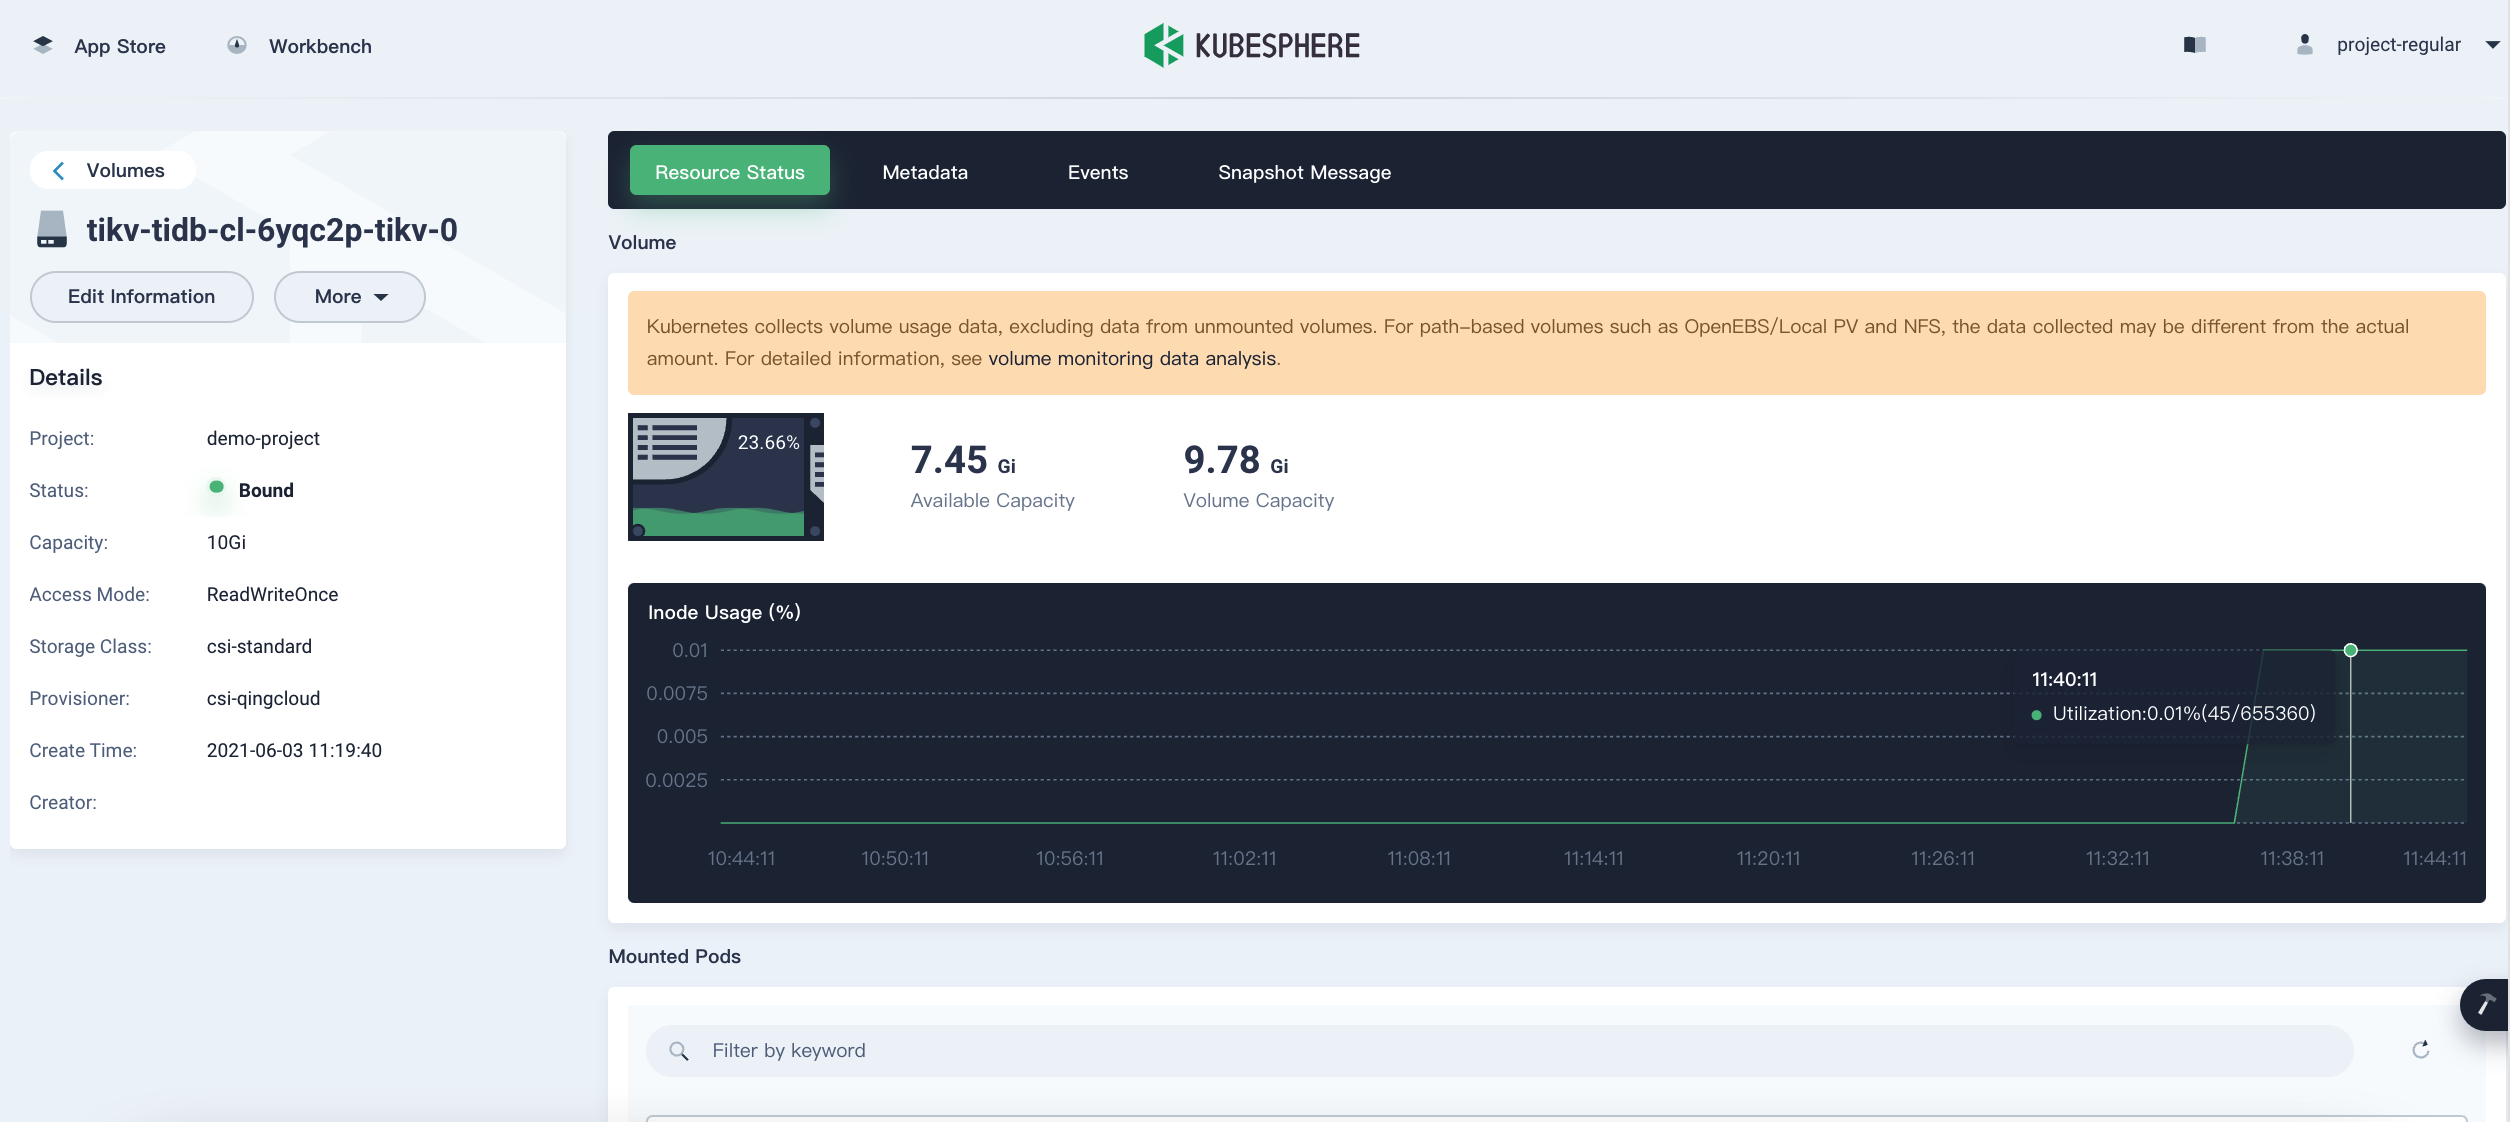 App Store
Workbench
KUBESPHERE
project-regular
Volumes
tikv-tidb-cl-6yqc2p-tikv-0
Edit Information
More
Details
Project: demo-project
Status: Bound
Capacity: 10Gi
Access Mode: ReadWriteOnce
Storage Class: csi-standard
Provisioner: csi-qingcloud
Create Time: 2021-06-03 11:19:40
Creator:
Resource Status
Metadata
Events
Snapshot Message
Volume
Kubernetes collects volume usage data, excluding data from unmounted volumes. For path-based volumes such as OpenEBS/Local PV and NFS, the data collected may be different from the actual
amount. For detailed information, see volume monitoring data analysis.
23.66%
7.45 Gi
Available Capacity
9.78 Gi
Volume Capacity
Inode Usage (%)
0.01
0.0075
0.005
0.0025
11:40:11
Utilization:0.01%(45/655360)
10:44:11 10:50:11 10:56:11 11:02:11 11:08:11 11:14:11 11:20:11 11:26:11 11:32:11 11:38:11 11:44:11
Mounted Pods
Filter by keyword